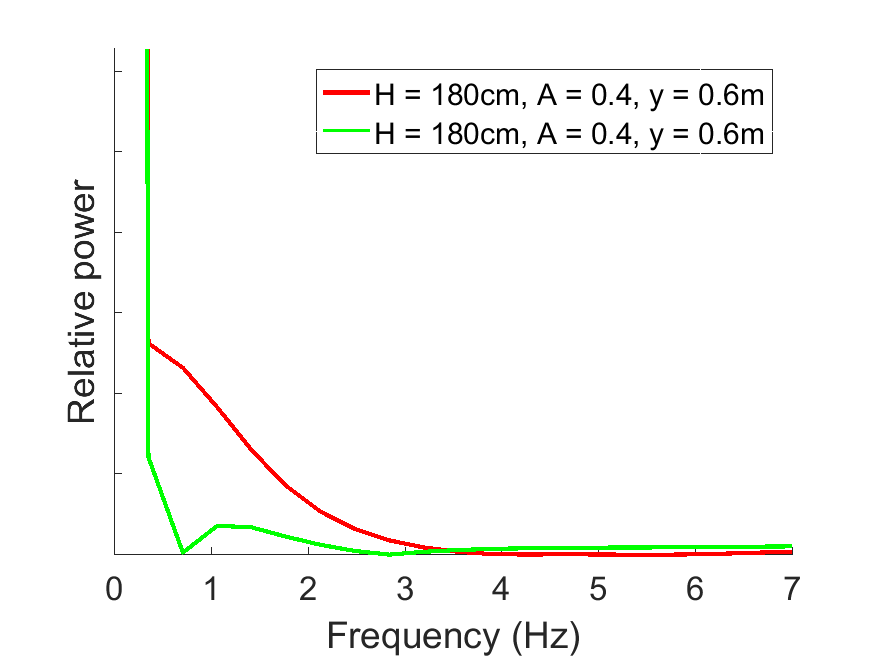 H = 180cm, A = 0.4, y = 0.6m
H = 180cm, A = 0.4, y = 0.6m
Relative power
0 1 2 3 4 5 6 7
Frequency (Hz)